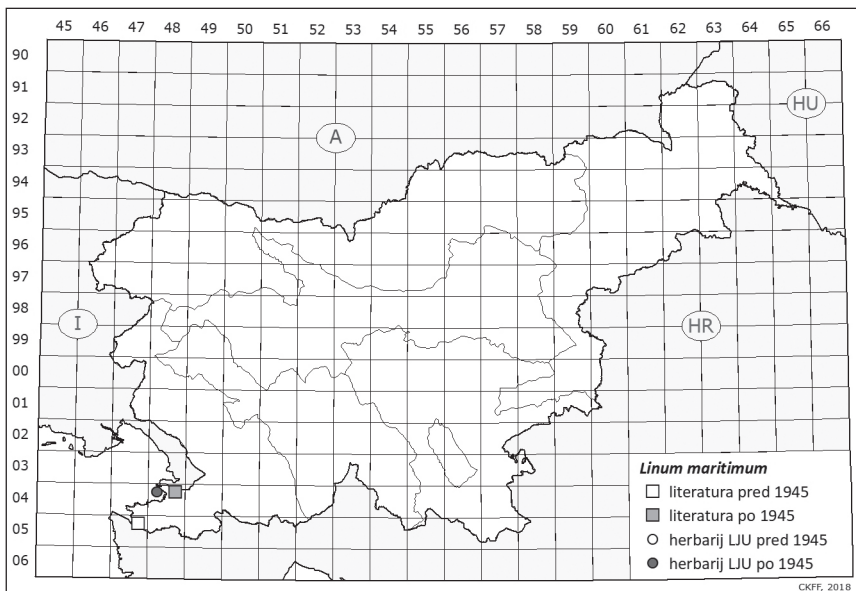 45 46 47 48 49 50 51 52 53 54 55 56 57 58 59 60 61 62 63 64 65 66
90
91
HU
92
A
93
94
95
96
97
98
I
HR
99
00
01
02
03
Linum maritimum
04
literatura pred 1945
literatura po 1945
05
herbarij LJU pred 1945
06
herbarij LJU po 1945
CKFF, 2018